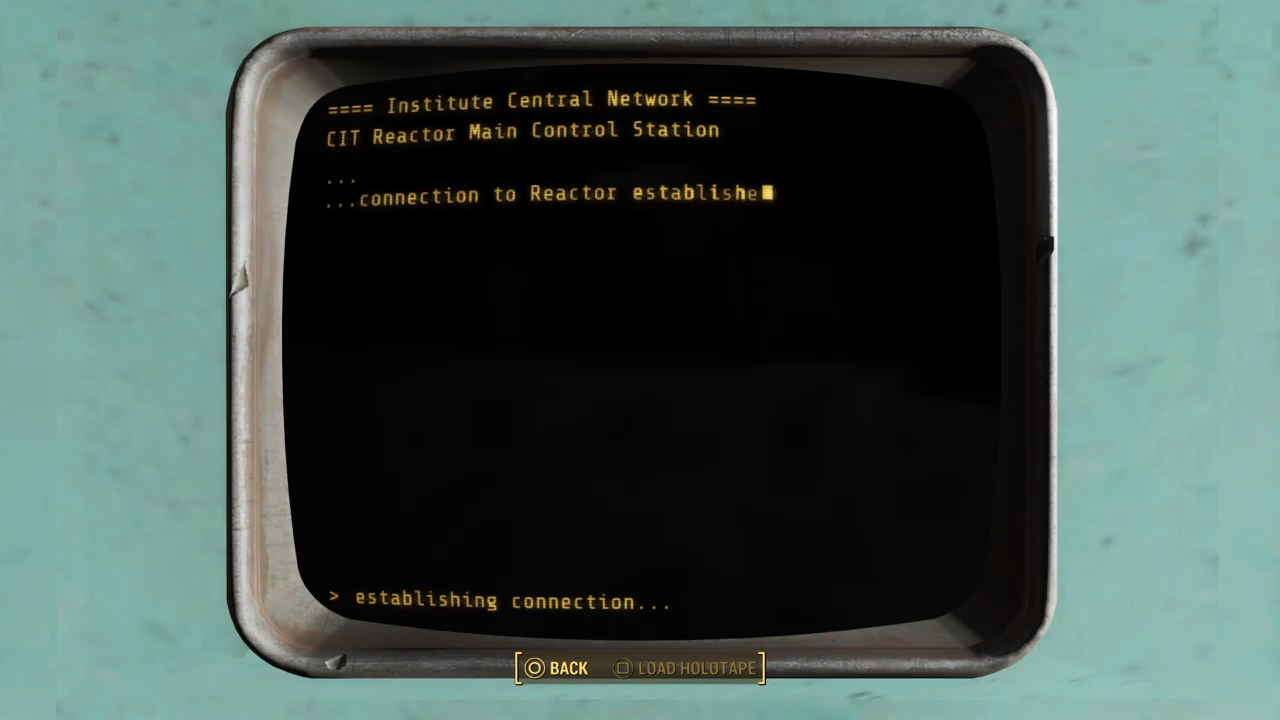 ==== Institute Central Network ====
CIT Reactor Main Control Station
...
...connection to Reactor establishe
> establishing connection...
BACK LOAD HOLOTAPE